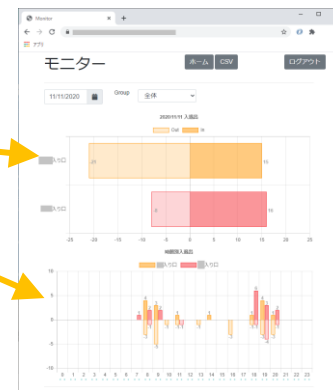 Monitor
アプリ
モニター
ホーム CSV ログアウト
11/11/2020 Group 全体
2020/11/11 入退出
Out In
21 15
入り口
8 16
入り口
-25 -20 -15 -10 -5 0 5 10 15 20 25
時間別入退出
入り口 入り口
10
5
0
-5
-10
0 1 2 3 4 5 6 7 8 9 10 11 12 13 14 15 16 17 18 19 20 21 22 23